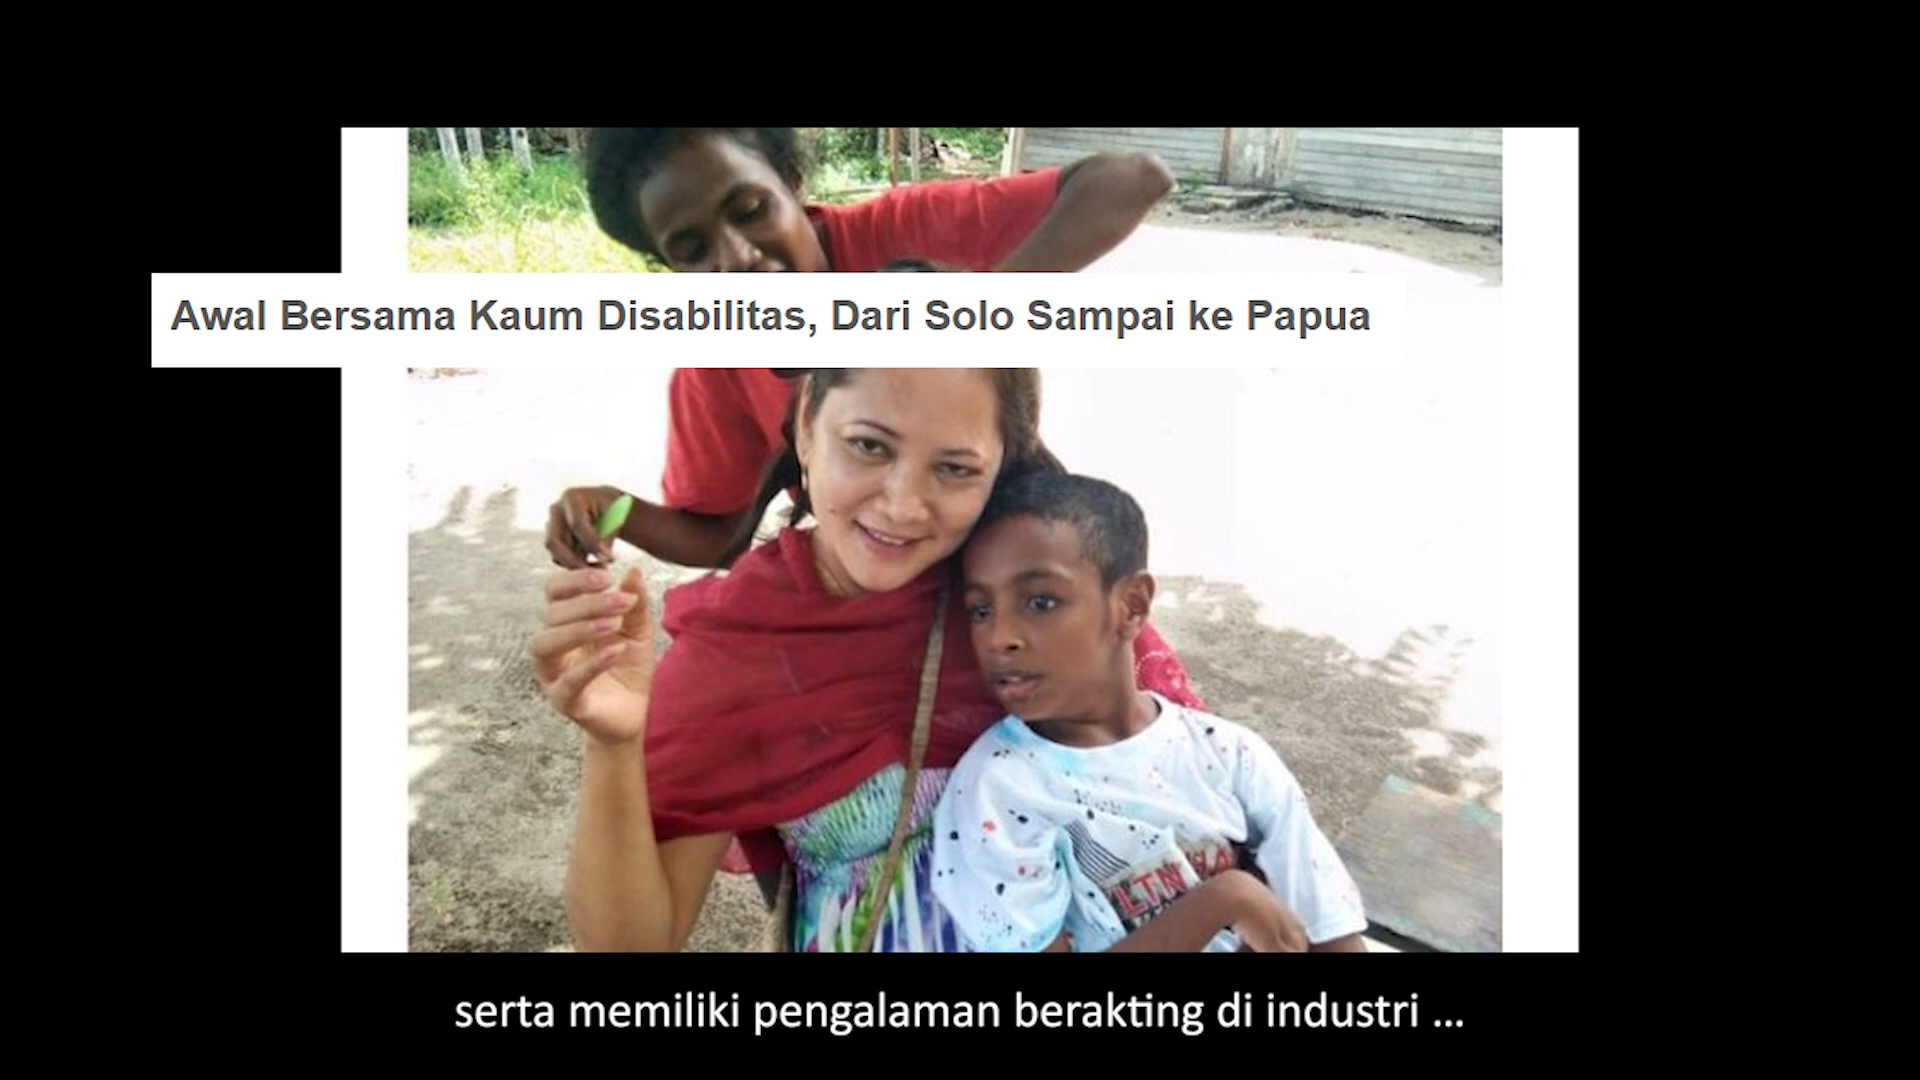 Awal Bersama Kaum Disabilitas, Dari Solo Sampai ke Papua
serta memiliki pengalaman berakting di industri ...